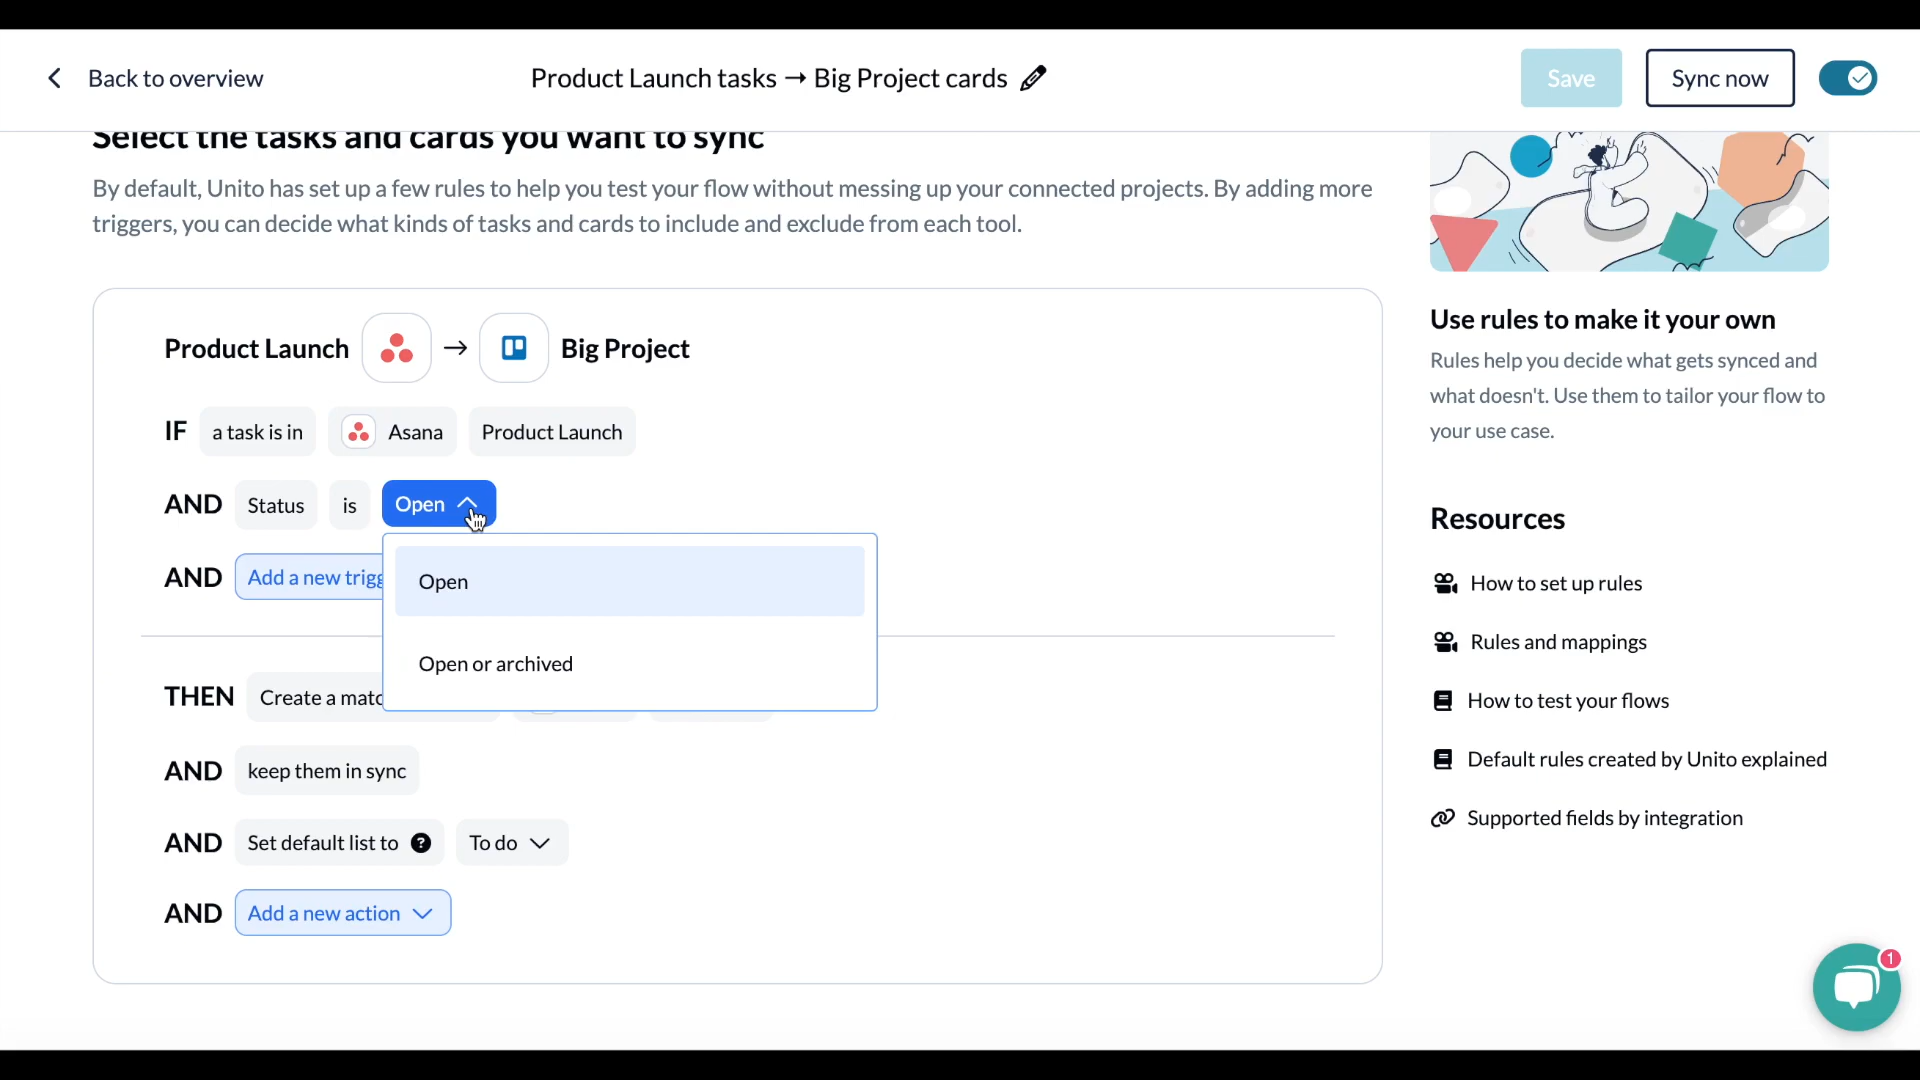 Back to overview
Product Launch tasks → Big Project cards
Save
Sync now
Select the tasks and cards you want to sync
By default, Unito has set up a few rules to help you test your flow without messing up your connected projects. By adding more
triggers, you can decide what kinds of tasks and cards to include and exclude from each tool.
Product Launch → Big Project
IF a task is in Asana Product Launch
AND Status is Open
AND Add a new trigg
Open
Open or archived
THEN Create a matc
AND keep them in sync
AND Set default list to ? To do
AND Add a new action
Use rules to make it your own
Rules help you decide what gets synced and
what doesn't. Use them to tailor your flow to
your use case.
Resources
How to set up rules
Rules and mappings
How to test your flows
Default rules created by Unito explained
Supported fields by integration
1